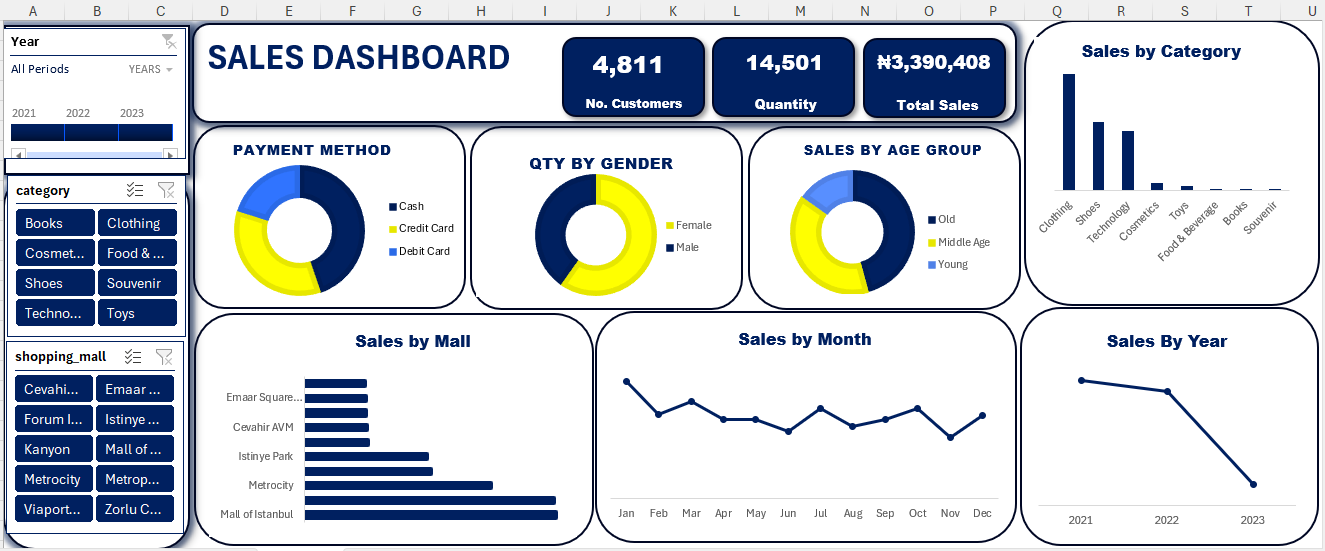 A B C D E F G H I J K L M N O P Q R S T U
Year
All Periods YEARS
2021 2022 2023
category
Books Clothing
Cosmet... Food & ...
Shoes Souvenir
Techno... Toys
shopping_mall
Cevahi... Emaar ...
Forum I... Istinye ...
Kanyon Mall of ...
Metrocity Metrop...
Viaport... Zorlu C...
SALES DASHBOARD
4,811
No. Customers
14,501
Quantity
₦3,390,408
Total Sales
PAYMENT METHOD
Cash
Credit Card
Debit Card
QTY BY GENDER
Female
Male
SALES BY AGE GROUP
Old
Middle Age
Young
Sales by Category
Clothing
Shoes
Technology
Cosmetics
Toys
Food & Beverage
Books
Souvenir
Sales by Mall
Emaar Square...
Cevahir AVM
Istinye Park
Metrocity
Mall of Istanbul
Sales by Month
Jan Feb Mar Apr May Jun Jul Aug Sep Oct Nov Dec
Sales By Year
2021 2022 2023